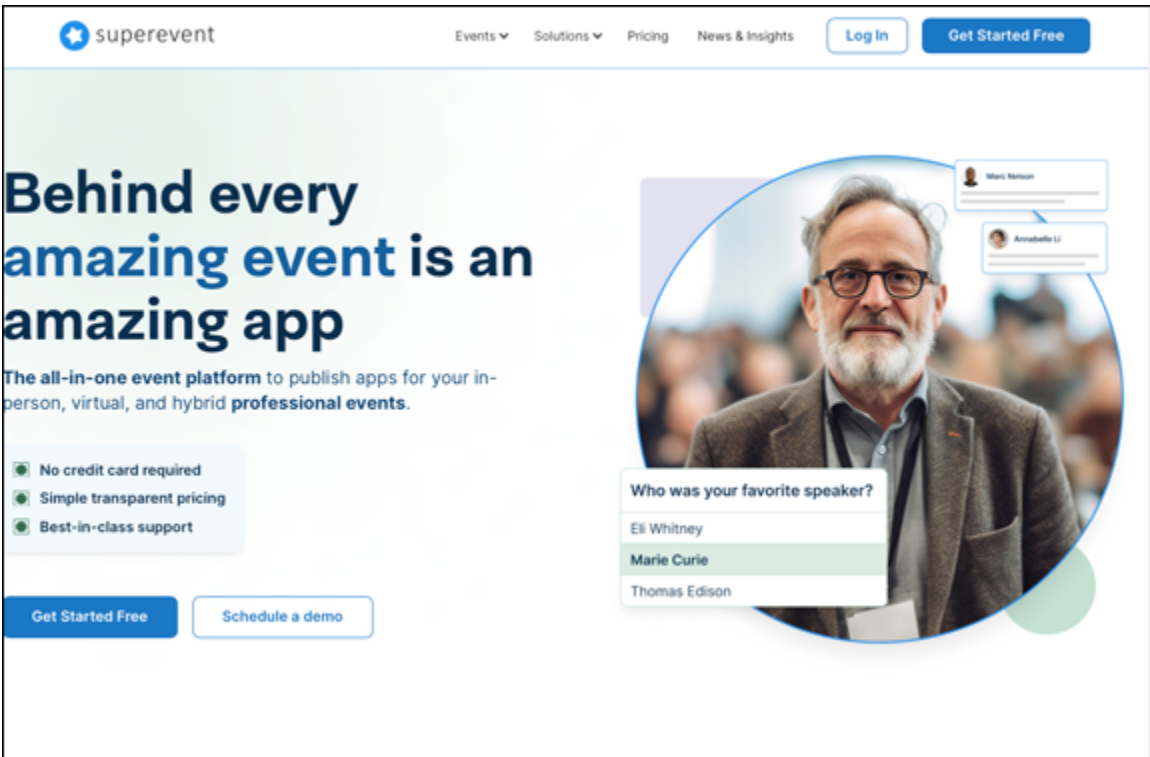 superevent
Events
Solutions
Pricing
News & Insights
Log In
Get Started Free
Behind every
amazing event is an
amazing app
The all-in-one event platform to publish apps for your in-
person, virtual, and hybrid professional events.
No credit card required
Simple transparent pricing
Best-in-class support
Get Started Free
Schedule a demo
Marc Nelson
Annabelle Li
Who was your favorite speaker?
Eli Whitney
Marie Curie
Thomas Edison